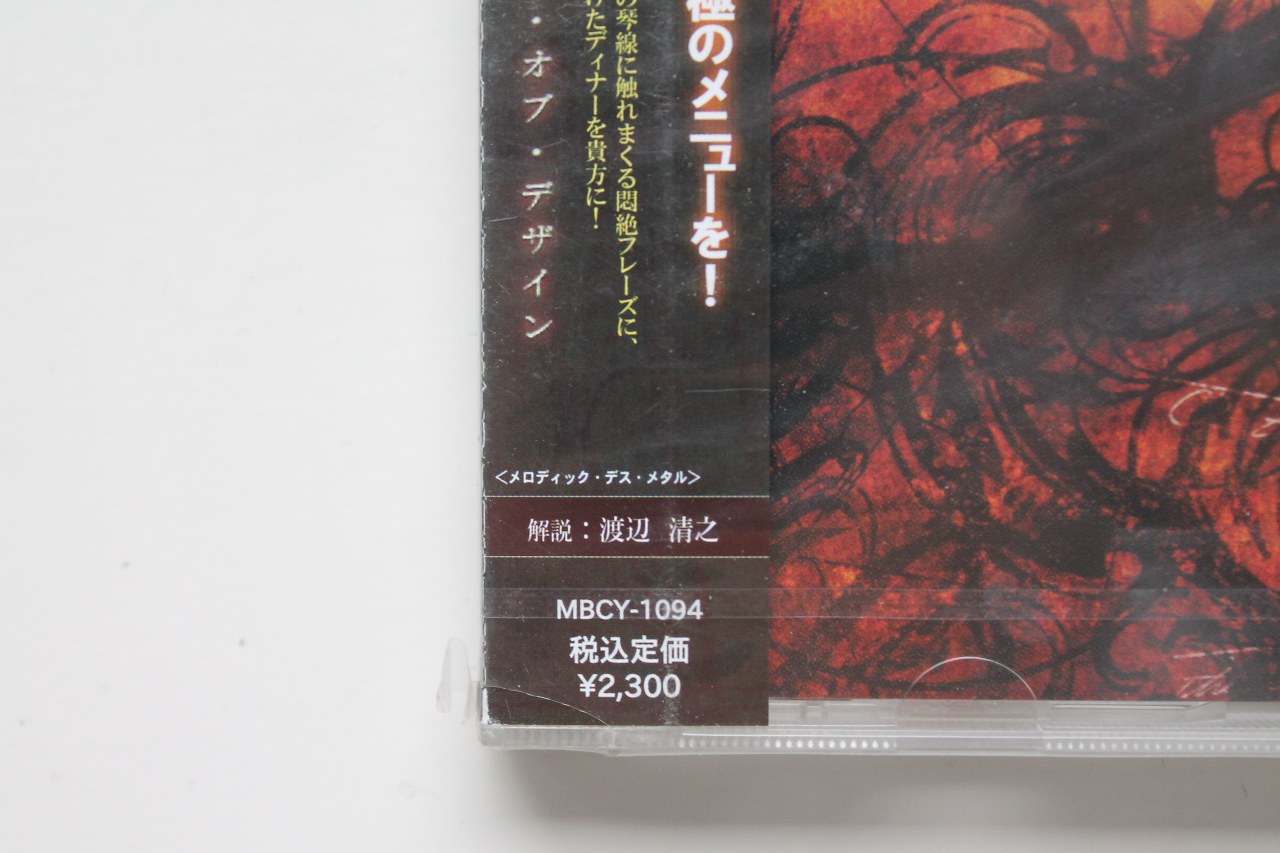 極のメニューを！
の琴線に触れまくる悶絶フレーズに、
けたディナーを貴方に！
・オブ・デザイン
＜メロディック・デス・メタル＞
解説：渡辺 清之
MBCY-1094
税込定価
¥2,300